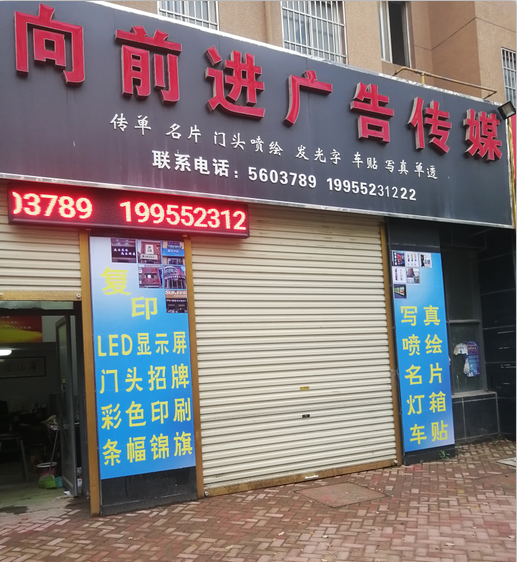 向前进广告传媒
传单 名片 门头喷绘 发光字 车贴 写真 单透
联系电话：5603789 19955231222
03789 199552312
复印
LED显示屏
门头招牌
彩色印刷
条幅锦旗
写真
喷绘
名片
灯箱
车贴